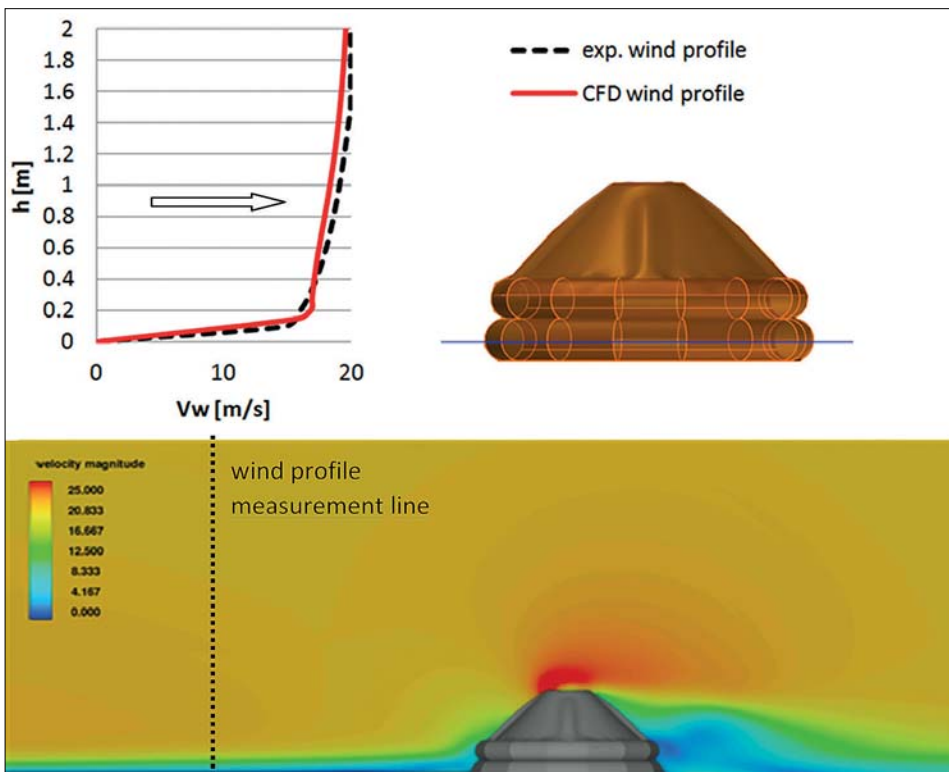 2
1.8
1.6
1.4
1.2
1
0.8
0.6
0.4
0.2
0
h [m]
0 10 20
Vw [m/s]
exp. wind profile
CFD wind profile
velocity magnitude
25.000
20.833
16.667
12.500
8.333
4.167
0.000
wind profile
measurement line